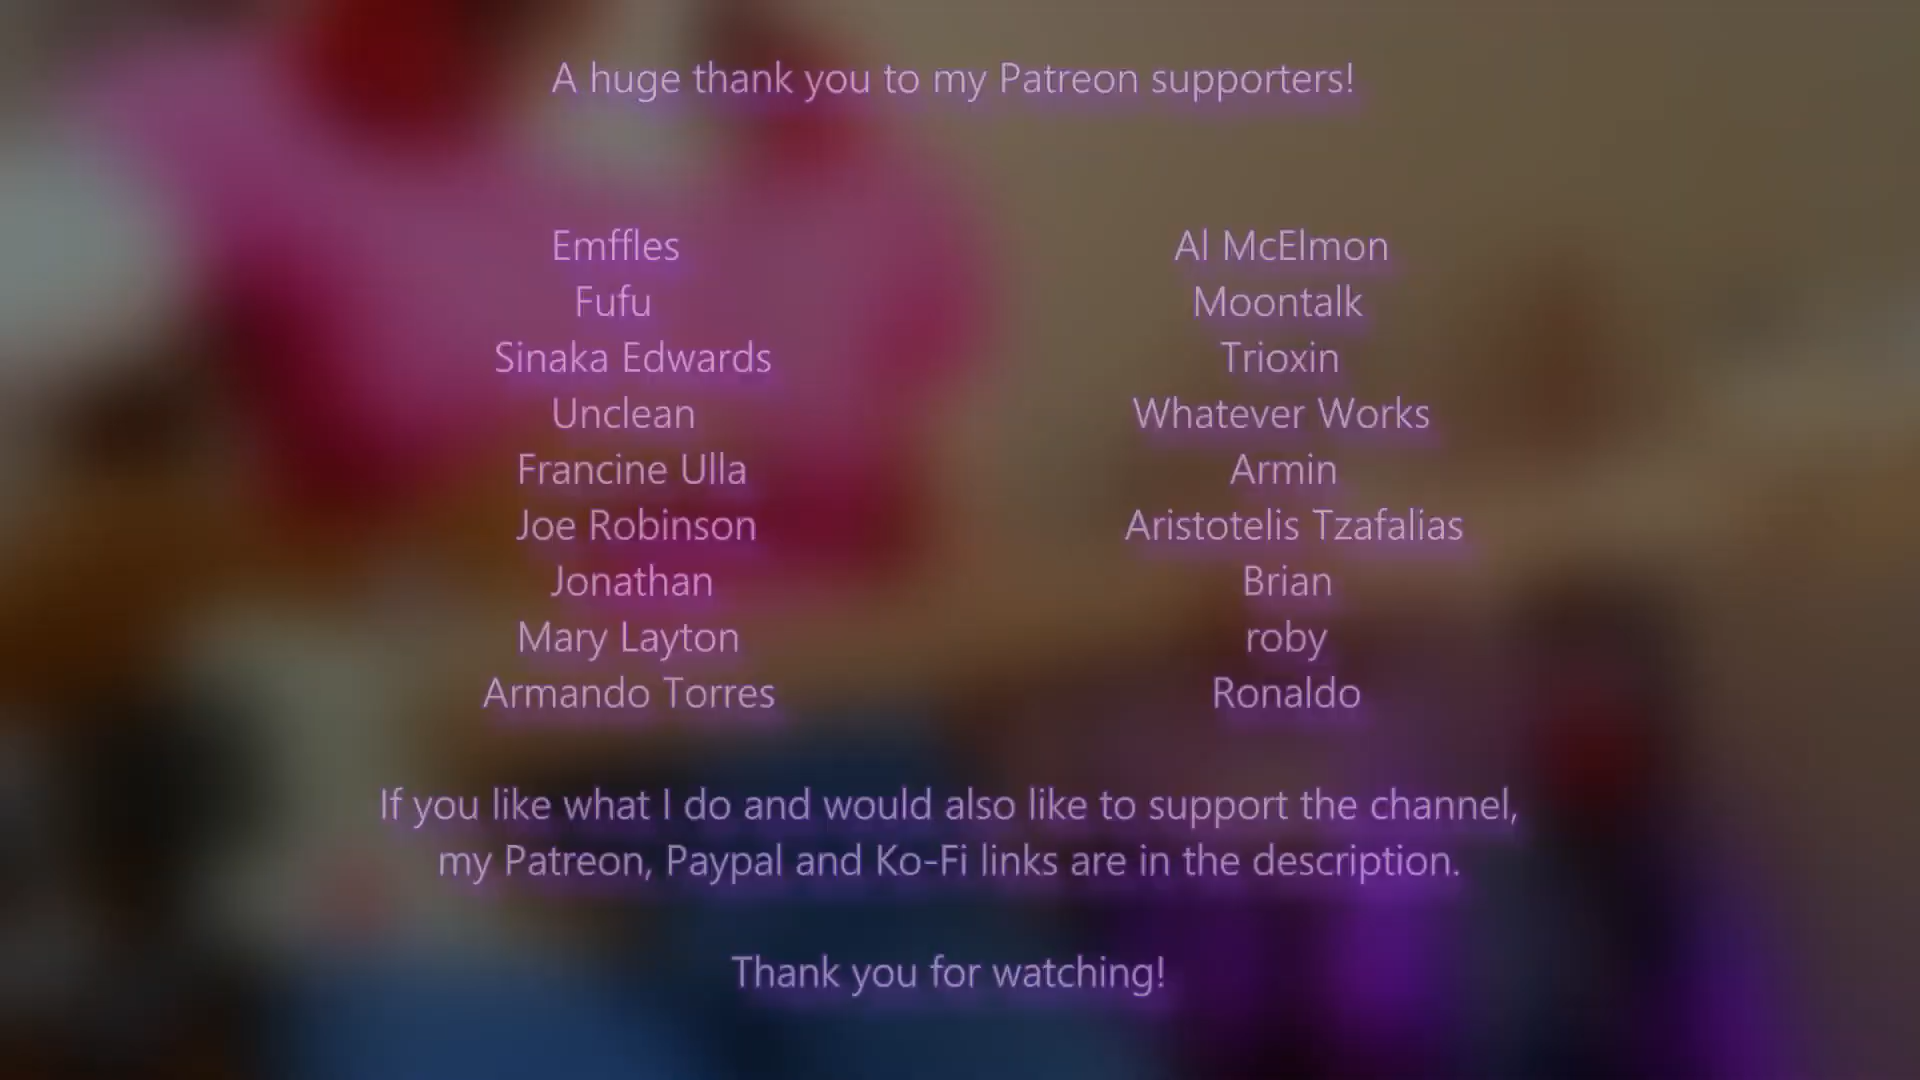 A huge thank you to my Patreon supporters!
Emffles
Fufu
Sinaka Edwards
Unclean
Francine Ulla
Joe Robinson
Jonathan
Mary Layton
Armando Torres
Al McElmon
Moontalk
Trioxin
Whatever Works
Armin
Aristotelis Tzafalias
Brian
roby
Ronaldo
If you like what I do and would also like to support the channel,
my Patreon, Paypal and Ko-Fi links are in the description.
Thank you for watching!